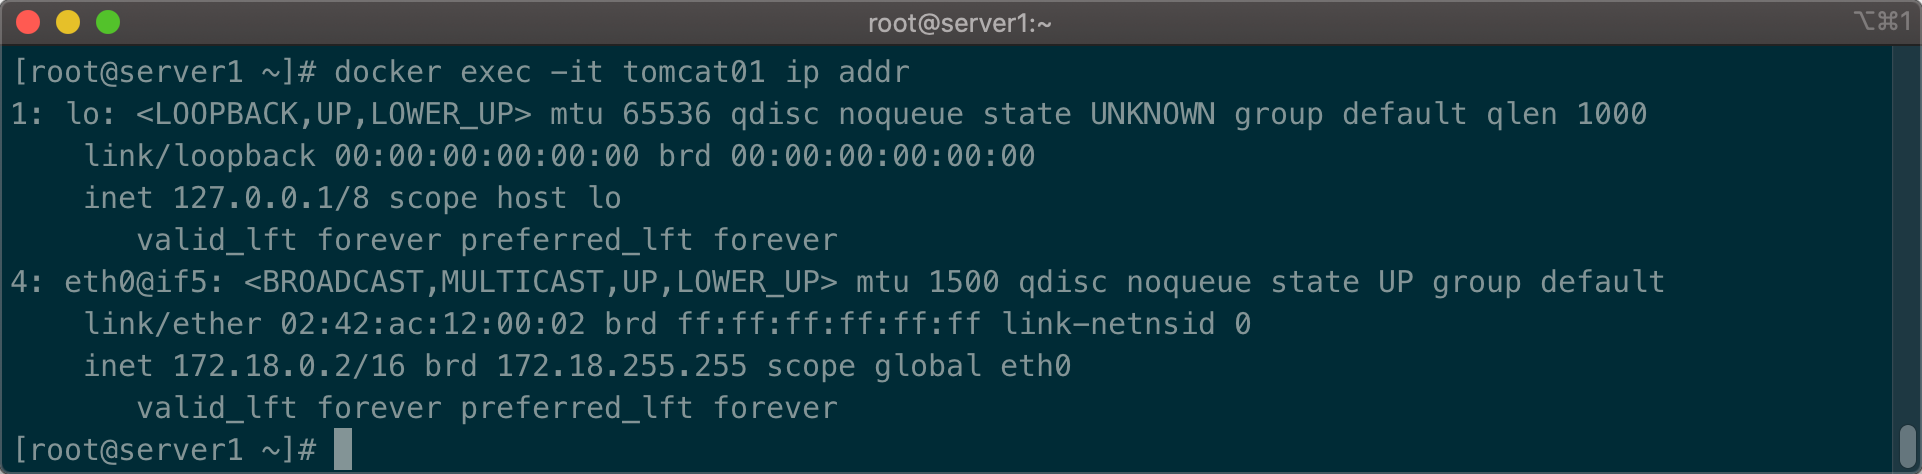 root@server1:~
⌥⌘1
[root@server1 ~]# docker exec -it tomcat01 ip addr
1: lo: <LOOPBACK,UP,LOWER_UP> mtu 65536 qdisc noqueue state UNKNOWN group default qlen 1000
    link/loopback 00:00:00:00:00:00 brd 00:00:00:00:00:00
    inet 127.0.0.1/8 scope host lo
       valid_lft forever preferred_lft forever
4: eth0@if5: <BROADCAST,MULTICAST,UP,LOWER_UP> mtu 1500 qdisc noqueue state UP group default
    link/ether 02:42:ac:12:00:02 brd ff:ff:ff:ff:ff:ff link-netnsid 0
    inet 172.18.0.2/16 brd 172.18.255.255 scope global eth0
       valid_lft forever preferred_lft forever
[root@server1 ~]#